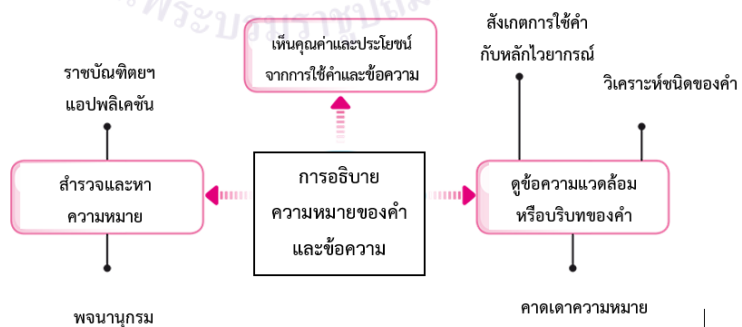 สังเกตการใช้คำ
กับหลักไวยากรณ์
เห็นคุณค่าและประโยชน์
จากการใช้คำและข้อความ
ราชบัณฑิตยฯ
แอปพลิเคชัน
วิเคราะห์ชนิดของคำ
สำรวจและหา
ความหมาย
การอธิบาย
ความหมายของคำ
และข้อความ
ดูข้อความแวดล้อม
หรือบริบทของคำ
พจนานุกรม
คาดเดาความหมาย